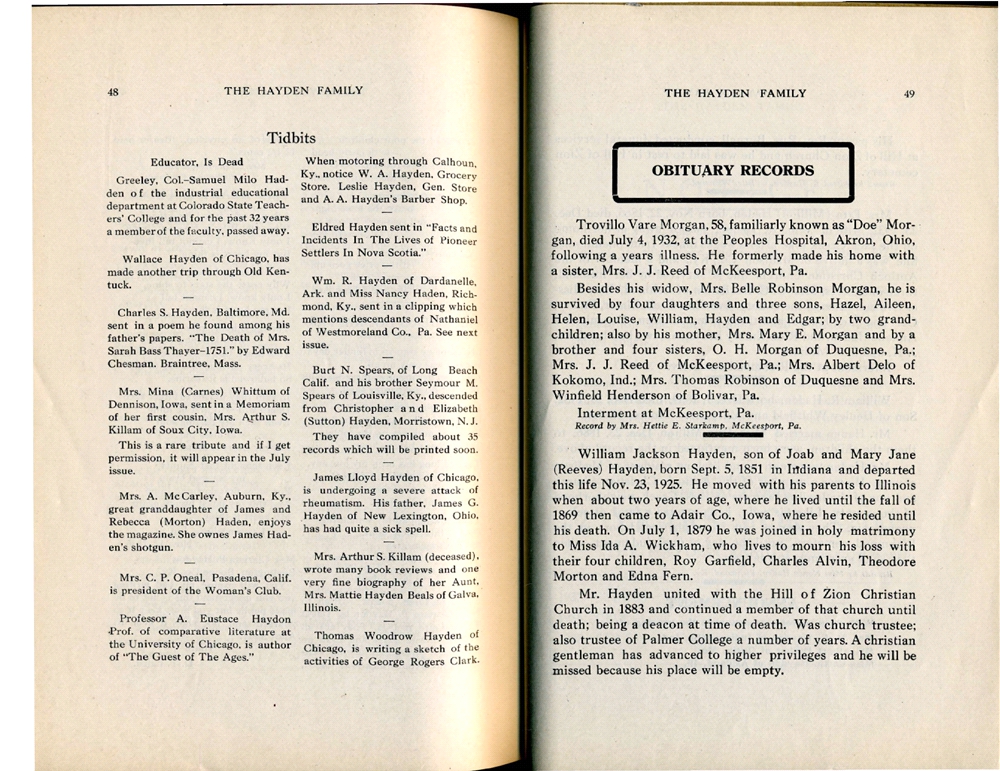 48
THE HAYDEN FAMILY
Tidbits
Educator, Is Dead
Greeley, Col.–Samuel Milo Had-
den of the industrial educational
department at Colorado State Teach-
ers' College and for the past 32 years
a member of the faculty, passed away.
Wallace Hayden of Chicago, has
made another trip through Old Ken-
tuck.
Charles S. Hayden, Baltimore, Md.
sent in a poem he found among his
father's papers. "The Death of Mrs.
Sarah Bass Thayer–1751." by Edward
Chesman. Braintree, Mass.
Mrs. Mina (Carnes) Whittum of
Dennison, Iowa, sent in a Memoriam
of her first cousin, Mrs. Arthur S.
Killam of Soux City, Iowa.
This is a rare tribute and if I get
permission, it will appear in the July
issue.
Mrs. A. McCarley, Auburn, Ky.,
great granddaughter of James and
Rebecca (Morton) Haden, enjoys
the magazine. She ownes James Had-
en's shotgun.
Mrs. C. P. Oneal, Pasadena, Calif.
is president of the Woman's Club.
Professor A. Eustace Haydon
Prof. of comparative literature at
the University of Chicago, is author
of "The Guest of The Ages."
When motoring through Calhoun,
Ky., notice W. A. Hayden, Grocery
Store. Leslie Hayden, Gen. Store
and A. A. Hayden's Barber Shop.
Eldred Hayden sent in "Facts and
Incidents In The Lives of Pioneer
Settlers In Nova Scotia."
Wm. R. Hayden of Dardanelle,
Ark. and Miss Nancy Haden, Rich-
mond, Ky., sent in a clipping which
mentions descendants of Nathaniel
of Westmoreland Co., Pa. See next
issue.
Burt N. Spears, of Long Beach
Calif. and his brother Seymour M.
Spears of Louisville, Ky., descended
from Christopher and Elizabeth
(Sutton) Hayden, Morristown, N. J.
They have compiled about 35
records which will be printed soon.
James Lloyd Hayden of Chicago,
is undergoing a severe attack of
rheumatism. His father, James G.
Hayden of New Lexington, Ohio,
has had quite a sick spell.
Mrs. Arthur S. Killam (deceased),
wrote many book reviews and one
very fine biography of her Aunt,
Mrs. Mattie Hayden Beals of Galva,
Illinois.
Thomas Woodrow Hayden of
Chicago, is writing a sketch of the
activities of George Rogers Clark.
THE HAYDEN FAMILY
49
OBITUARY RECORDS
Trovillo Vare Morgan, 58, familiarly known as "Doe" Mor-
gan, died July 4, 1932, at the Peoples Hospital, Akron, Ohio,
following a years illness. He formerly made his home with
a sister, Mrs. J. J. Reed of McKeesport, Pa.
Besides his widow, Mrs. Belle Robinson Morgan, he is
survived by four daughters and three sons, Hazel, Aileen,
Helen, Louise, William, Hayden and Edgar; by two grand-
children; also by his mother, Mrs. Mary E. Morgan and by a
brother and four sisters, O. H. Morgan of Duquesne, Pa.;
Mrs. J. J. Reed of McKeesport, Pa.; Mrs. Albert Delo of
Kokomo, Ind.; Mrs. Thomas Robinson of Duquesne and Mrs.
Winfield Henderson of Bolivar, Pa.
Interment at McKeesport, Pa.
Record by Mrs. Hettie E. Starkamp, McKeesport, Pa.
William Jackson Hayden, son of Joab and Mary Jane
(Reeves) Hayden, born Sept. 5, 1851 in Indiana and departed
this life Nov. 23, 1925. He moved with his parents to Illinois
when about two years of age, where he lived until the fall of
1869 then came to Adair Co., Iowa, where he resided until
his death. On July 1, 1879 he was joined in holy matrimony
to Miss Ida A. Wickham, who lives to mourn his loss with
their four children, Roy Garfield, Charles Alvin, Theodore
Morton and Edna Fern.
Mr. Hayden united with the Hill of Zion Christian
Church in 1883 and continued a member of that church until
death; being a deacon at time of death. Was church trustee;
also trustee of Palmer College a number of years. A christian
gentleman has advanced to higher privileges and he will be
missed because his place will be empty.